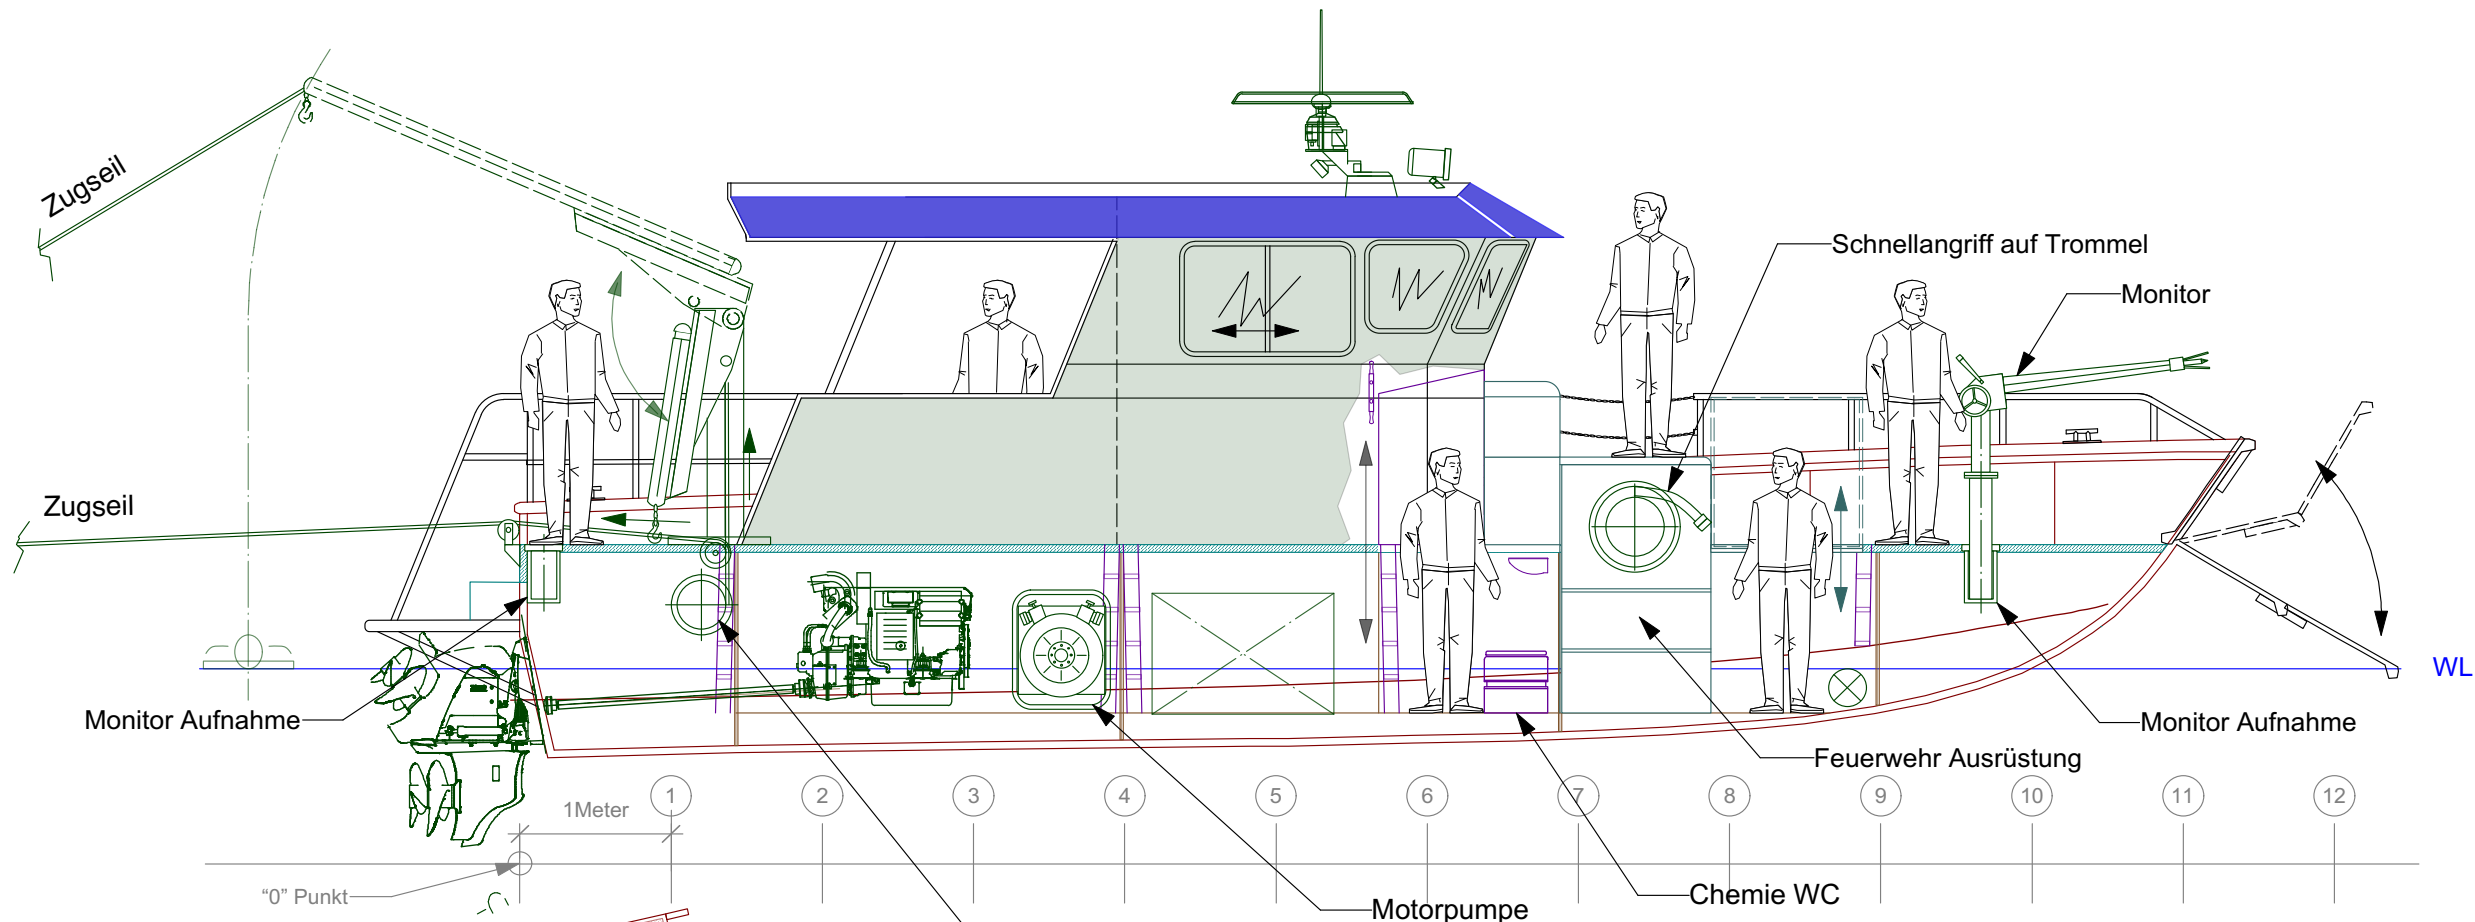 Zugseil
Schnellangriff auf Trommel
Monitor
Zugseil
WL
Monitor Aufnahme
Monitor Aufnahme
Feuerwehr Ausrüstung
1Meter
1
2
3
4
5
6
7
8
9
10
11
12
“0” Punkt
Chemie WC
Motorpumpe